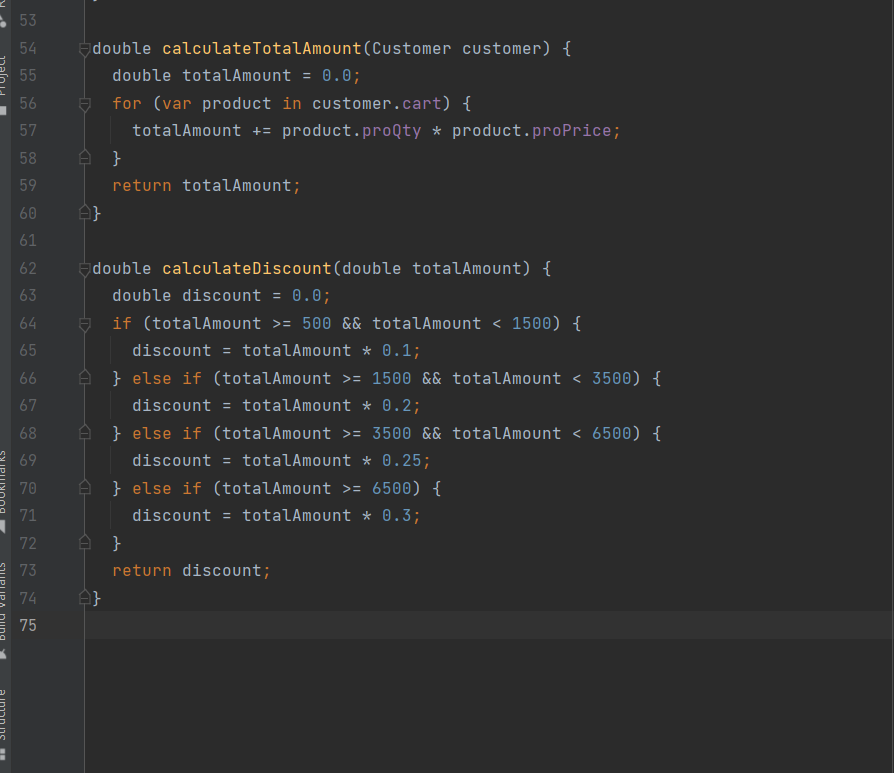 53
54 double calculateTotalAmount(Customer customer) {
55 double totalAmount = 0.0;
56 for (var product in customer.cart) {
57 totalAmount += product.proQty * product.proPrice;
58 }
59 return totalAmount;
60 }
61
62 double calculateDiscount(double totalAmount) {
63 double discount = 0.0;
64 if (totalAmount >= 500 && totalAmount < 1500) {
65 discount = totalAmount * 0.1;
66 } else if (totalAmount >= 1500 && totalAmount < 3500) {
67 discount = totalAmount * 0.2;
68 } else if (totalAmount >= 3500 && totalAmount < 6500) {
69 discount = totalAmount * 0.25;
70 } else if (totalAmount >= 6500) {
71 discount = totalAmount * 0.3;
72 }
73 return discount;
74 }
75
Project
Bookmarks
Build Variants
Structure